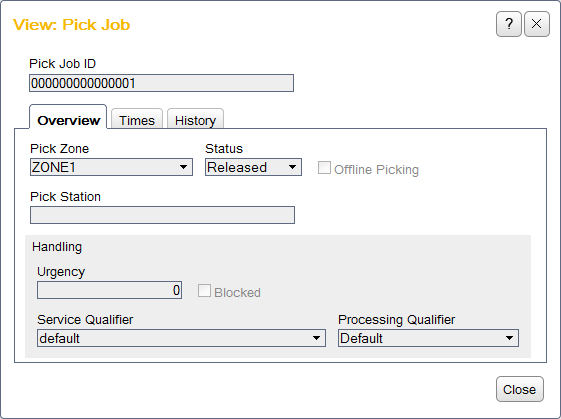 View: Pick Job
?
Pick Job ID
000000000000001
Overview Times History
Pick Zone Status
ZONE1 Released Offline Picking
Pick Station
Handling
Urgency
0 Blocked
Service Qualifier Processing Qualifier
default Default
Close